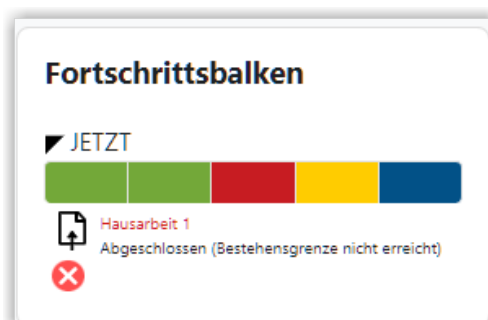 Fortschrittsbalken
JETZT
Hausarbeit 1
Abgeschlossen (Bestehensgrenze nicht erreicht)